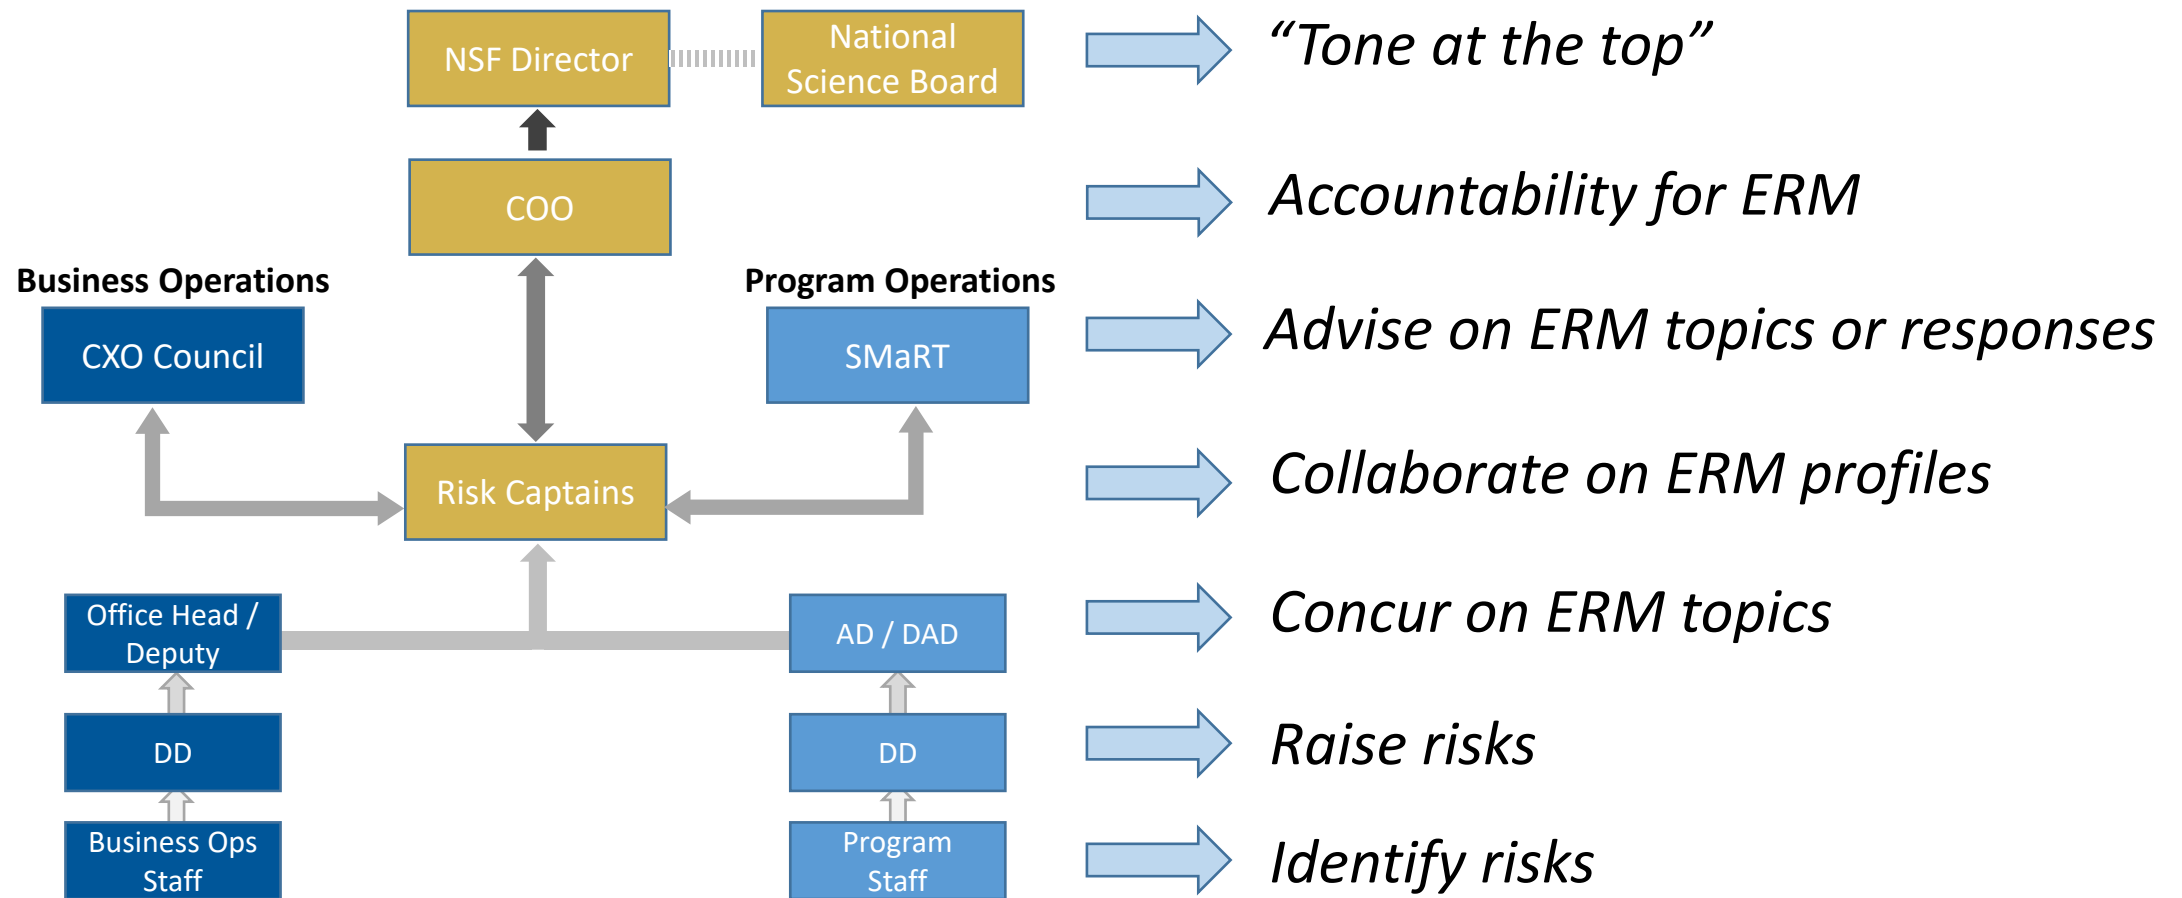 NSF Director
National
Science Board
“Tone at the top”
COO
Accountability for ERM
Business Operations
Program Operations
CXO Council
SMaRT
Advise on ERM topics or responses
Risk Captains
Collaborate on ERM profiles
Office Head /
Deputy
AD / DAD
Concur on ERM topics
DD
DD
Raise risks
Business Ops
Staff
Program
Staff
Identify risks